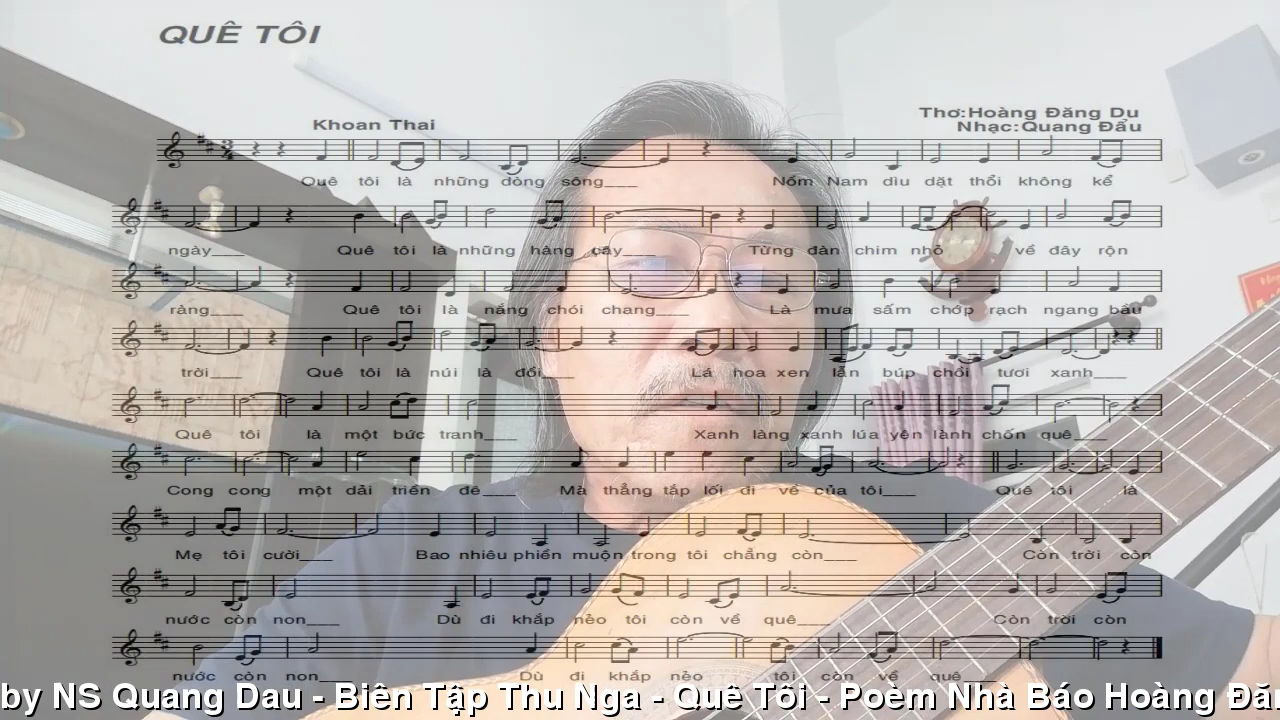 QUÊ TÔI
Khoan Thai
Thơ:Hoàng Đăng Du
Nhạc:Quang Đẩu
Quê tôi là những dòng sông___ Nồm Nam dìu dặt thổi không kể
ngày___ Quê tôi là những hàng cây___ Từng đàn chim nhỏ về đây rộn
ràng___ Quê tôi là nắng chói chang___ Là mưa sấm chớp rạch ngang bầu
trời___ Quê tôi là núi là đồi___ Lá hoa xen lẫn búp chồi tươi xanh___
Quê tôi là một bức tranh___ Xanh làng xanh lúa yên lành chốn quê___
Cong cong một dải triền đê___ Mà thẳng tắp lối đi về của tôi___ Quê tôi là
Mẹ tôi cười___ Bao nhiêu phiền muộn trong tôi chẳng còn___ Còn trời còn
nước còn non___ Dù đi khắp nẻo tôi còn về quê___ Còn trời còn
nước còn non___ Dù đi khắp nẻo tôi còn về quê___
by NS Quang Dau - Biên Tập Thu Nga - Quê Tôi - Poèm Nhà Báo Hoàng Đă